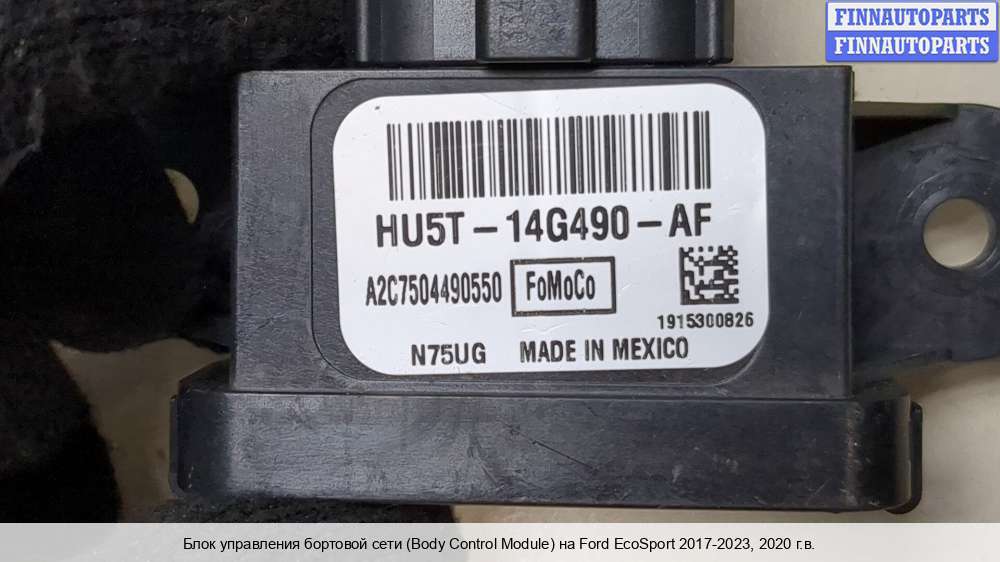 FINNAUTOPARTS
FINNAUTOPARTS
HU5T-14G490-AF
A2C7504490550 FoMoCo
1915300826
N75UG MADE IN MEXICO
Блок управления бортовой сети (Body Control Module) на Ford EcoSport 2017-2023, 2020 г.в.